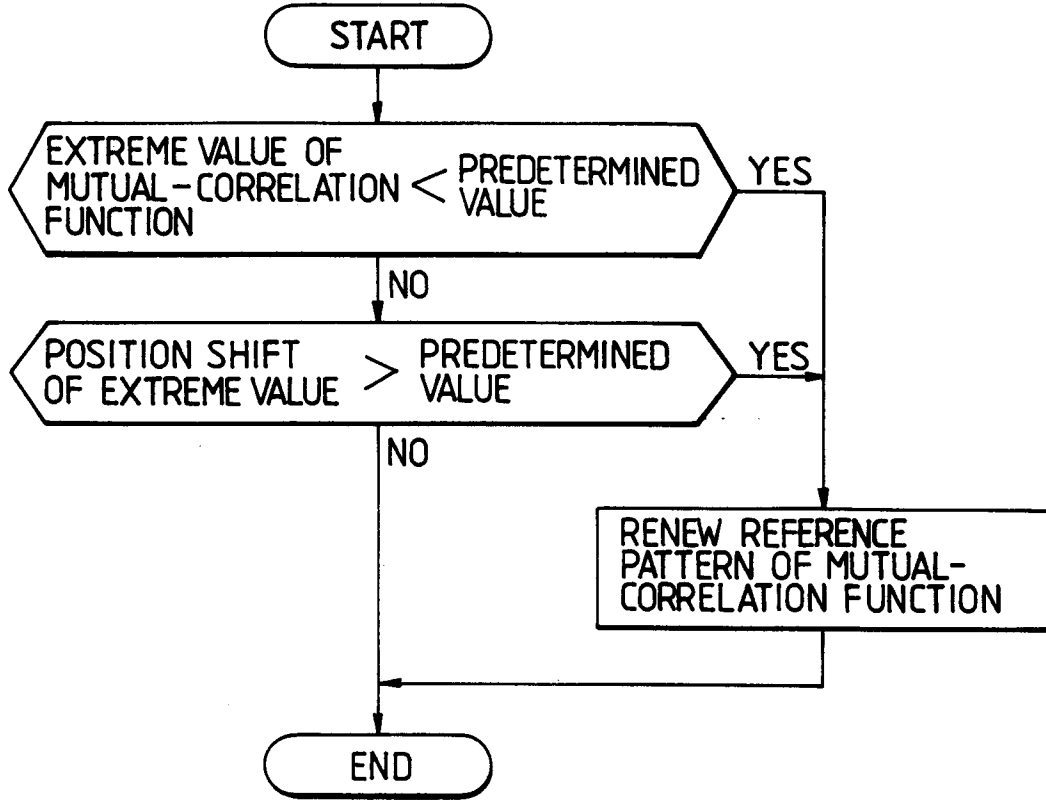 START
EXTREME VALUE OF
MUTUAL-CORRELATION < PREDETERMINED
FUNCTION VALUE
YES
NO
POSITION SHIFT > PREDETERMINED
OF EXTREME VALUE VALUE
YES
NO
RENEW REFERENCE
PATTERN OF MUTUAL-
CORRELATION FUNCTION
END